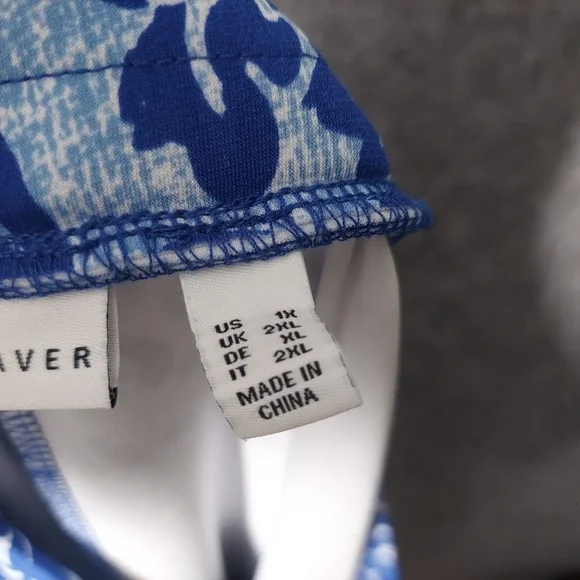 AVER
US 1X
UK 2XL
DE XL
IT 2XL
MADE IN
CHINA